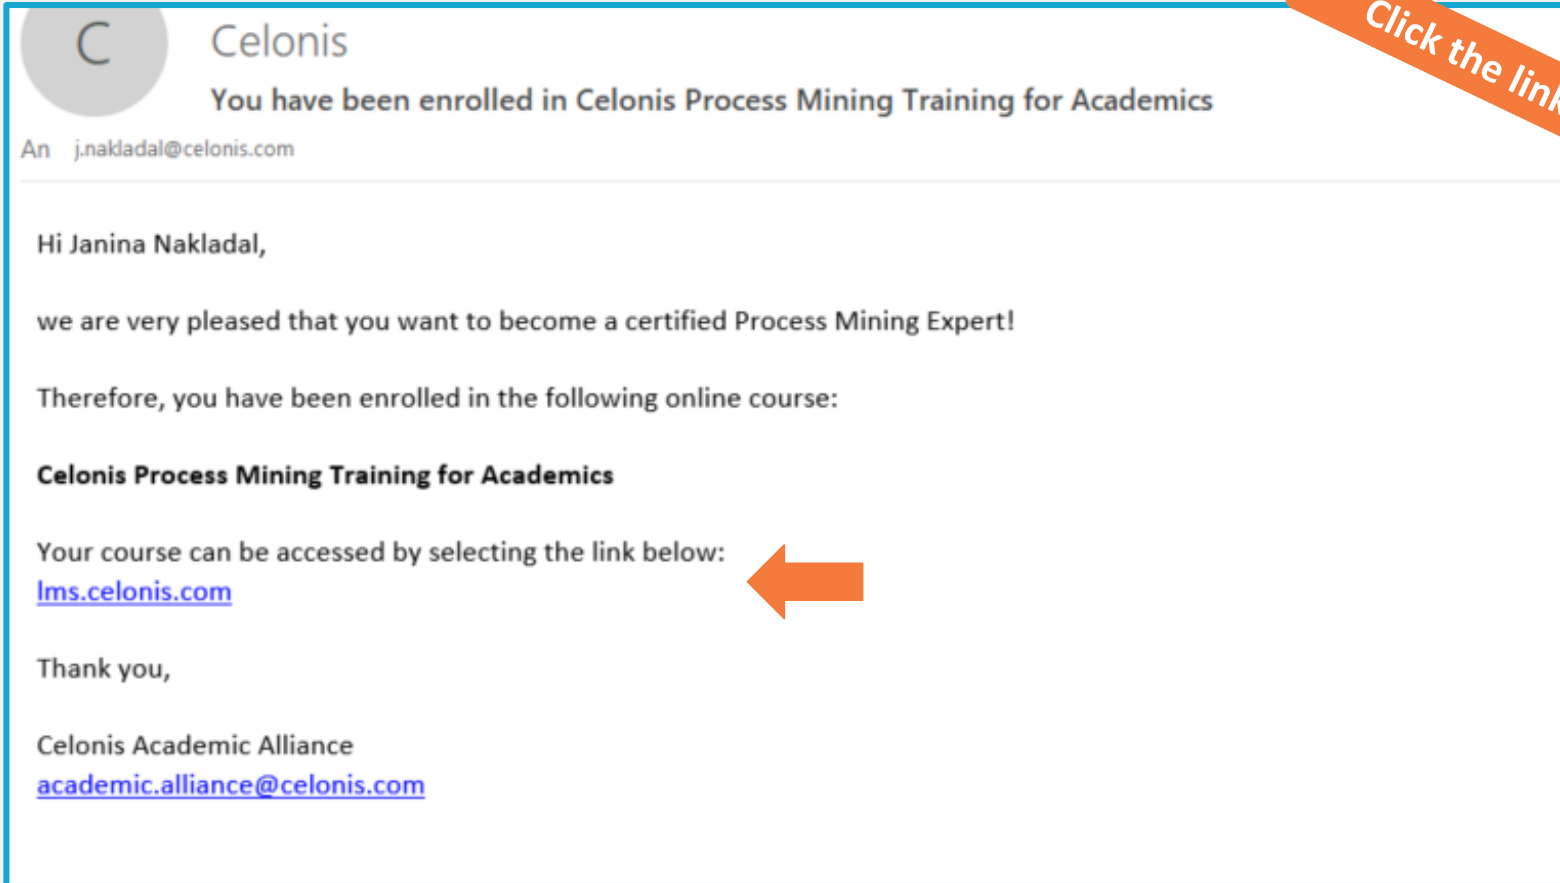 C
Celonis
You have been enrolled in Celonis Process Mining Training for Academics
Click the link
An j.nakladal@celonis.com
Hi Janina Nakladal,
we are very pleased that you want to become a certified Process Mining Expert!
Therefore, you have been enrolled in the following online course:
Celonis Process Mining Training for Academics
Your course can be accessed by selecting the link below:
lms.celonis.com
Thank you,
Celonis Academic Alliance
academic.alliance@celonis.com